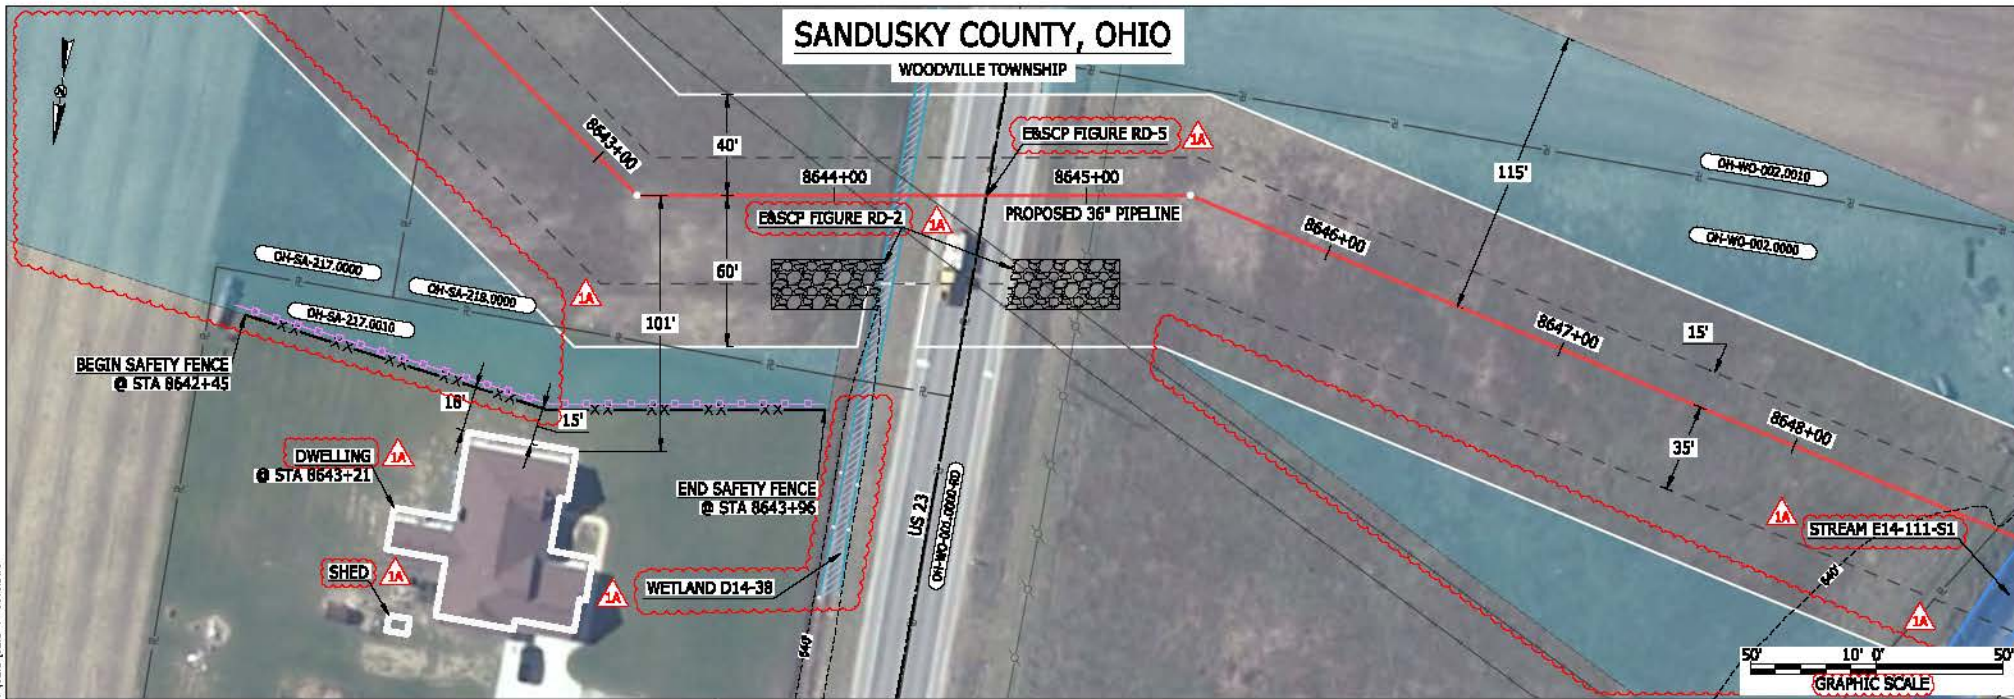 SANDUSKY COUNTY, OHIO
WOODVILLE TOWNSHIP
N
8643+00
40'
E&SCP FIGURE RD-5
1A
115'
OH-WO-002.0010
8644+00
8645+00
E&SCP FIGURE RD-2
1A
PROPOSED 36" PIPELINE
8646+00
OH-WO-002.0000
OH-SA-217.0000
OH-SA-218.0000
OH-SA-217.0010
1A
60'
101'
8647+00
15'
BEGIN SAFETY FENCE
@ STA 8642+45
18'
15'
8648+00
35'
DWELLING
@ STA 8643+21
1A
END SAFETY FENCE
@ STA 8643+96
US 23
1A
STREAM E14-111-S1
SHED
1A
WETLAND D14-38
1A
640'
640'
1A
50'
10'
0'
50'
GRAPHIC SCALE